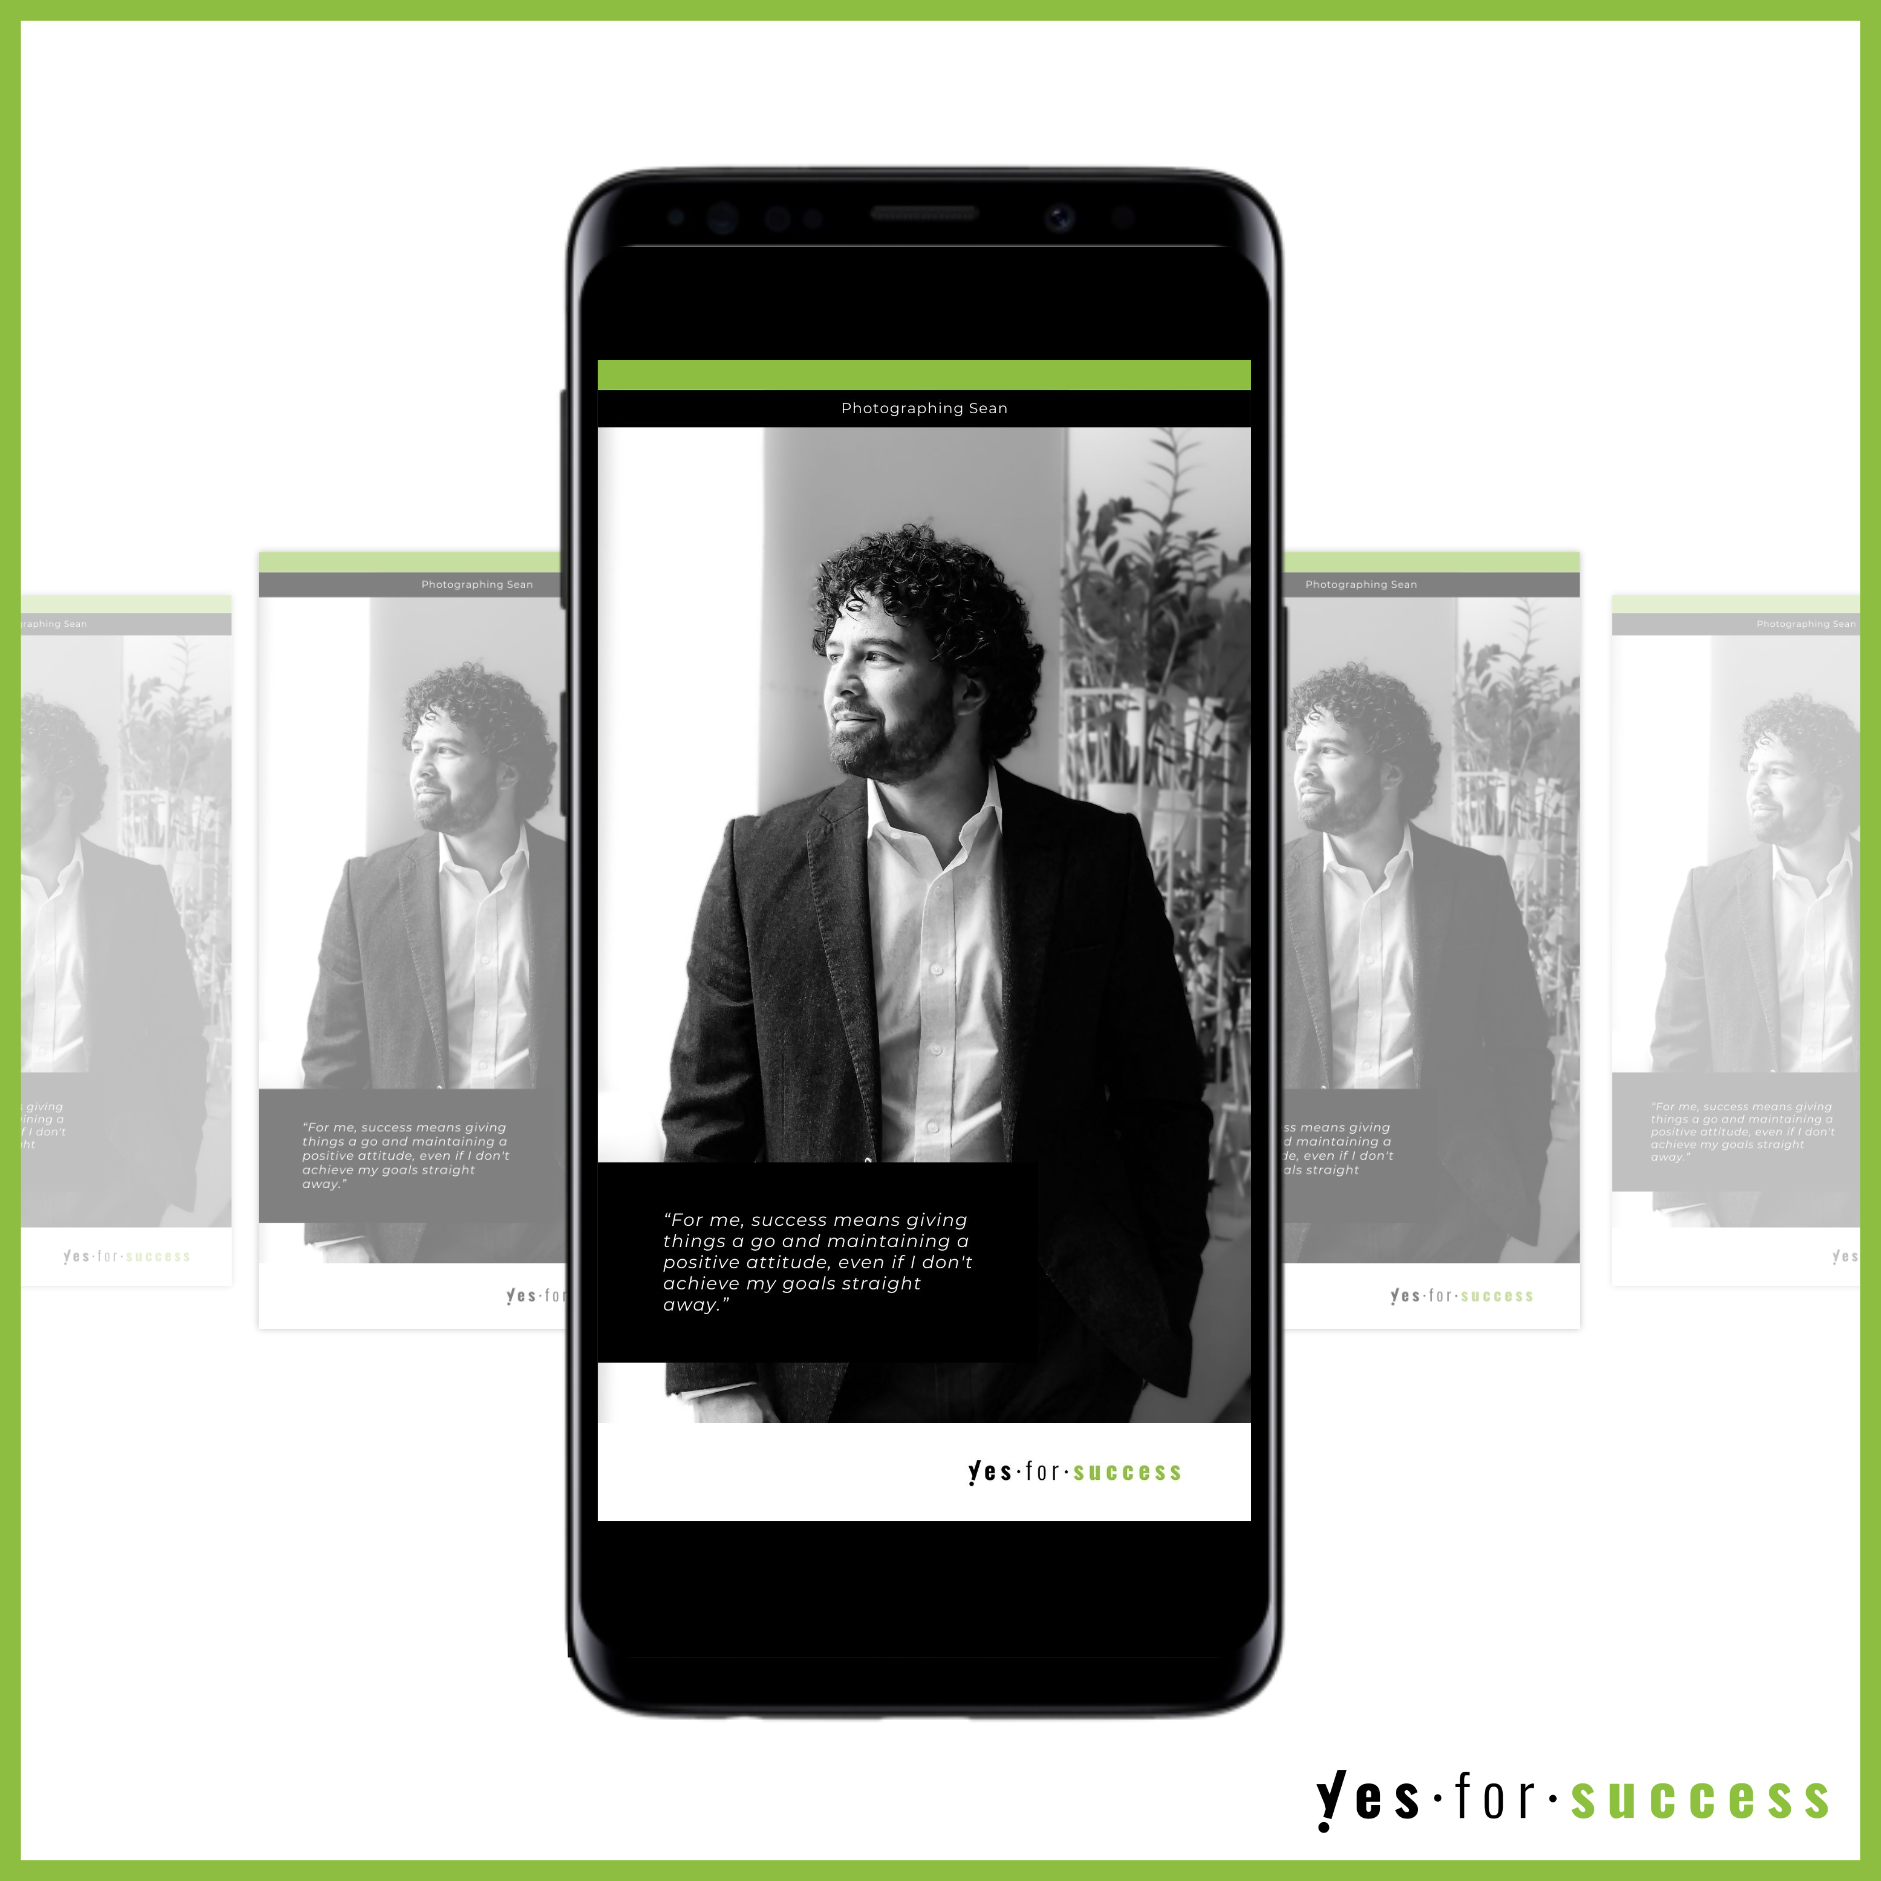 Photographing Sean
“For me, success means giving
things a go and maintaining a
positive attitude, even if I don't
achieve my goals straight
away.”
yes·for·success
raphing Sean
giving
ining a
f I don't
ht
yes·for·success
Photographing Sean
“For me, success means giving
things a go and maintaining a
positive attitude, even if I don't
achieve my goals straight
away.”
yes·for
Photographing Sean
ss means giving
d maintaining a
de, even if I don't
als straight
yes·for·success
Photographing Sean
“For me, success means giving
things a go and maintaining a
positive attitude, even if I don't
achieve my goals straight
away.”
yes
yes·for·success